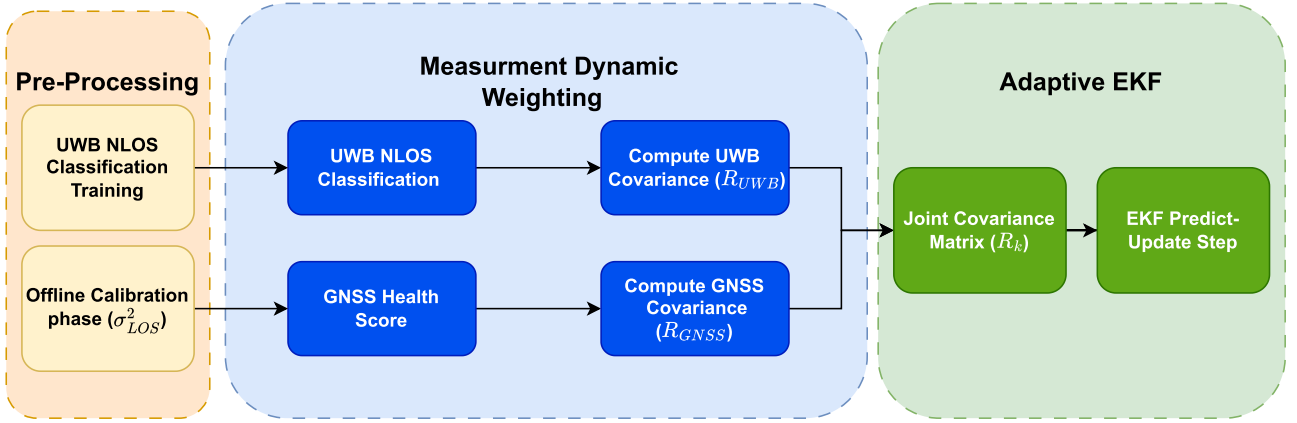 Pre-Processing
UWB NLOS
Classification
Training
Offline Calibration
phase (σ²_LOS)
Measurment Dynamic
Weighting
UWB NLOS
Classification
Compute UWB
Covariance (R_UWB)
GNSS Health
Score
Compute GNSS
Covariance
(R_GNSS)
Adaptive EKF
Joint Covariance
Matrix (R_k)
EKF Predict-
Update Step